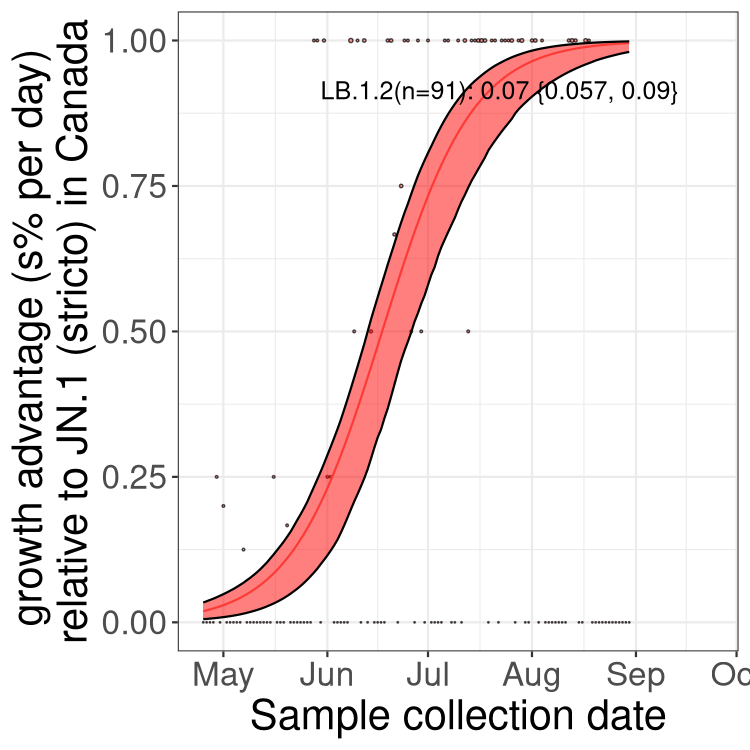 growth advantage (s% per day)
relative to JN.1 (stricto) in Canada
1.00
0.75
0.50
0.25
0.00
LB.1.2(n=91): 0.07 {0.057, 0.09}
May Jun Jul Aug Sep Oc
Sample collection date